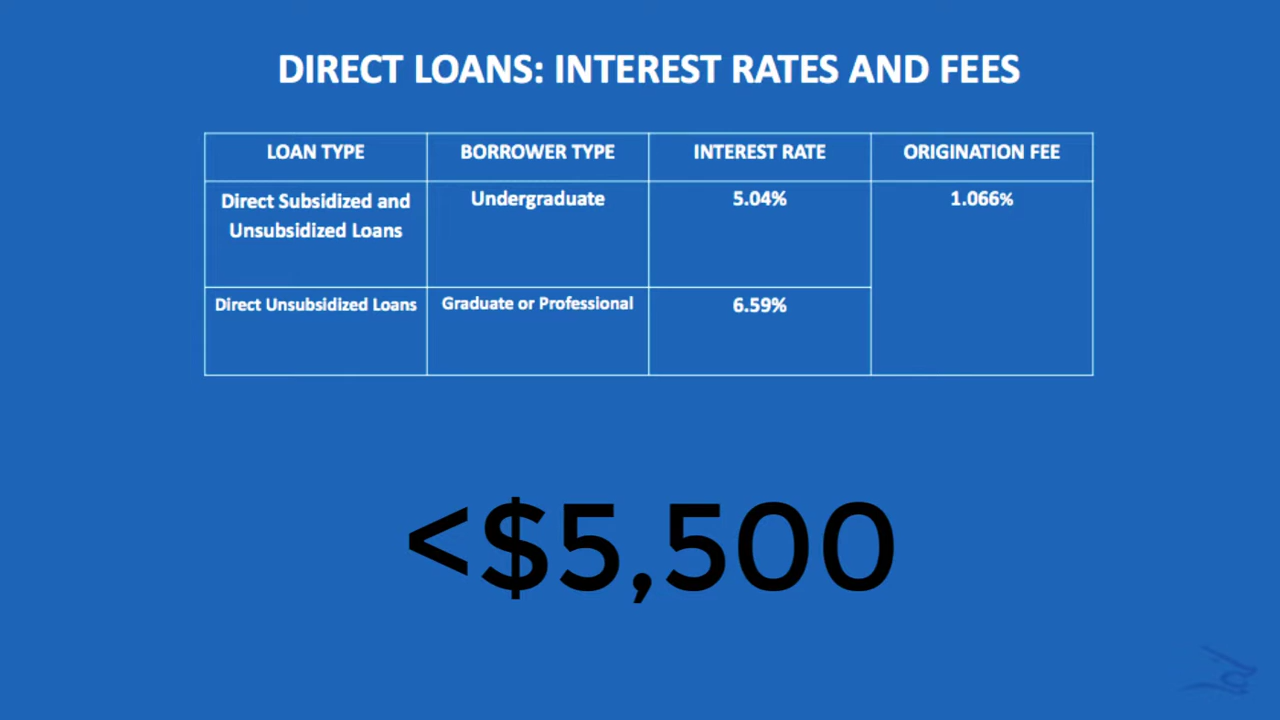 DIRECT LOANS: INTEREST RATES AND FEES
LOAN TYPE BORROWER TYPE INTEREST RATE ORIGINATION FEE
Direct Subsidized and Unsubsidized Loans Undergraduate 5.04% 1.066%
Direct Unsubsidized Loans Graduate or Professional 6.59%
<$5,500